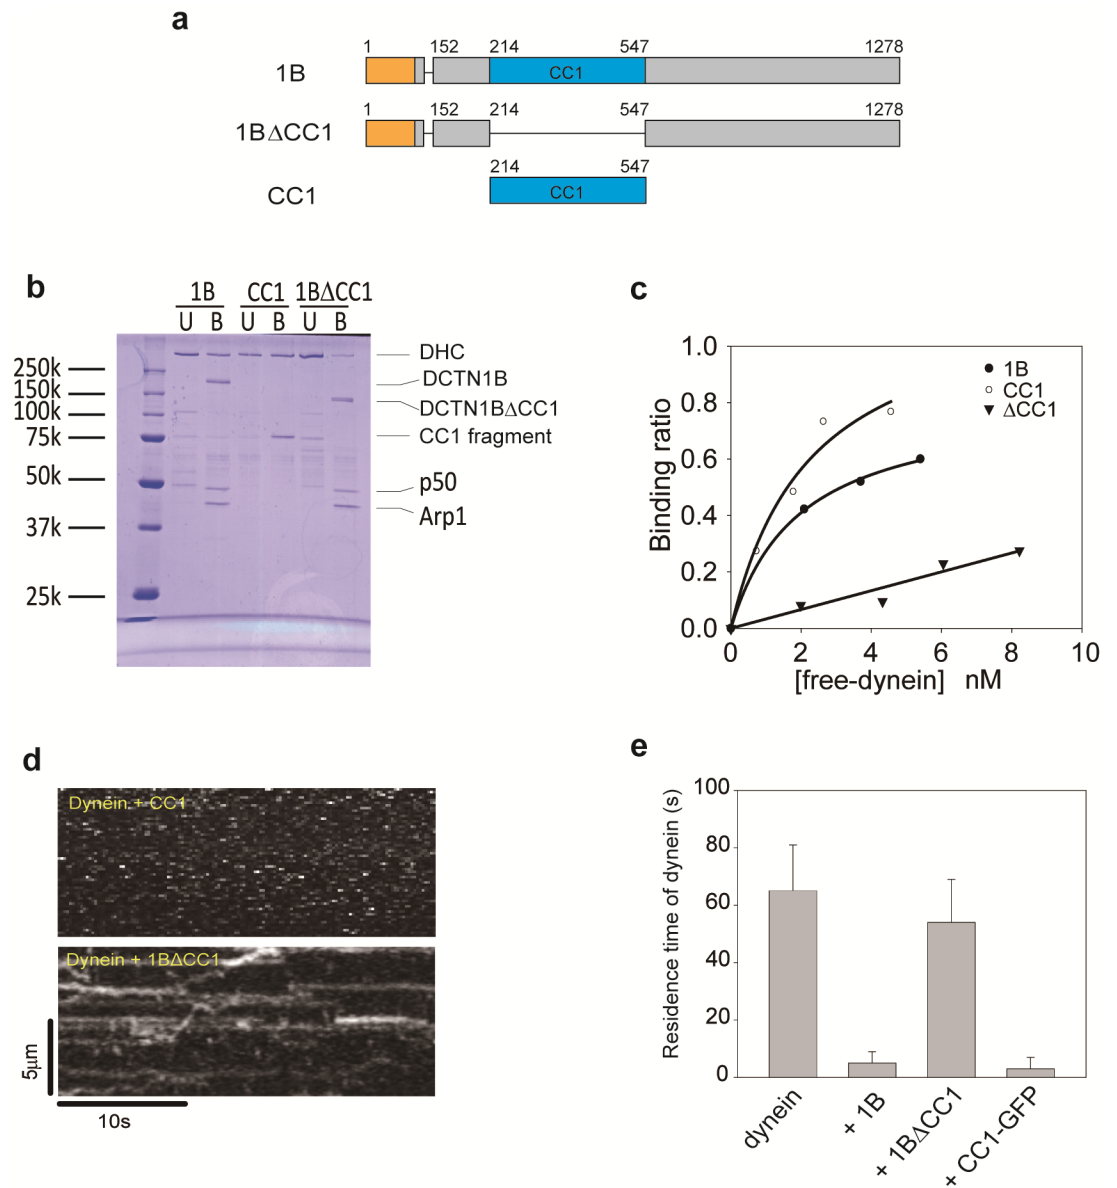 a
1 152 214 547 1278
1B CC1
1 152 214 547 1278
1BΔCC1
214 547
CC1 CC1
b
1B CC1 1BΔCC1
U B U B U B
250k
150k
100k
75k
50k
37k
25k
DHC
DCTN1B
DCTN1BΔCC1
CC1 fragment
p50
Arp1
c
1.0
0.8
0.6
0.4
0.2
0.0
Binding ratio
1B
CC1
ΔCC1
0 2 4 6 8 10
[free-dynein] nM
d
Dynein + CC1
Dynein + 1BΔCC1
5μm
10s
e
100
80
60
40
20
0
Residence time of dynein (s)
dynein
+ 1B
+ 1BΔCC1
+ CC1-GFP